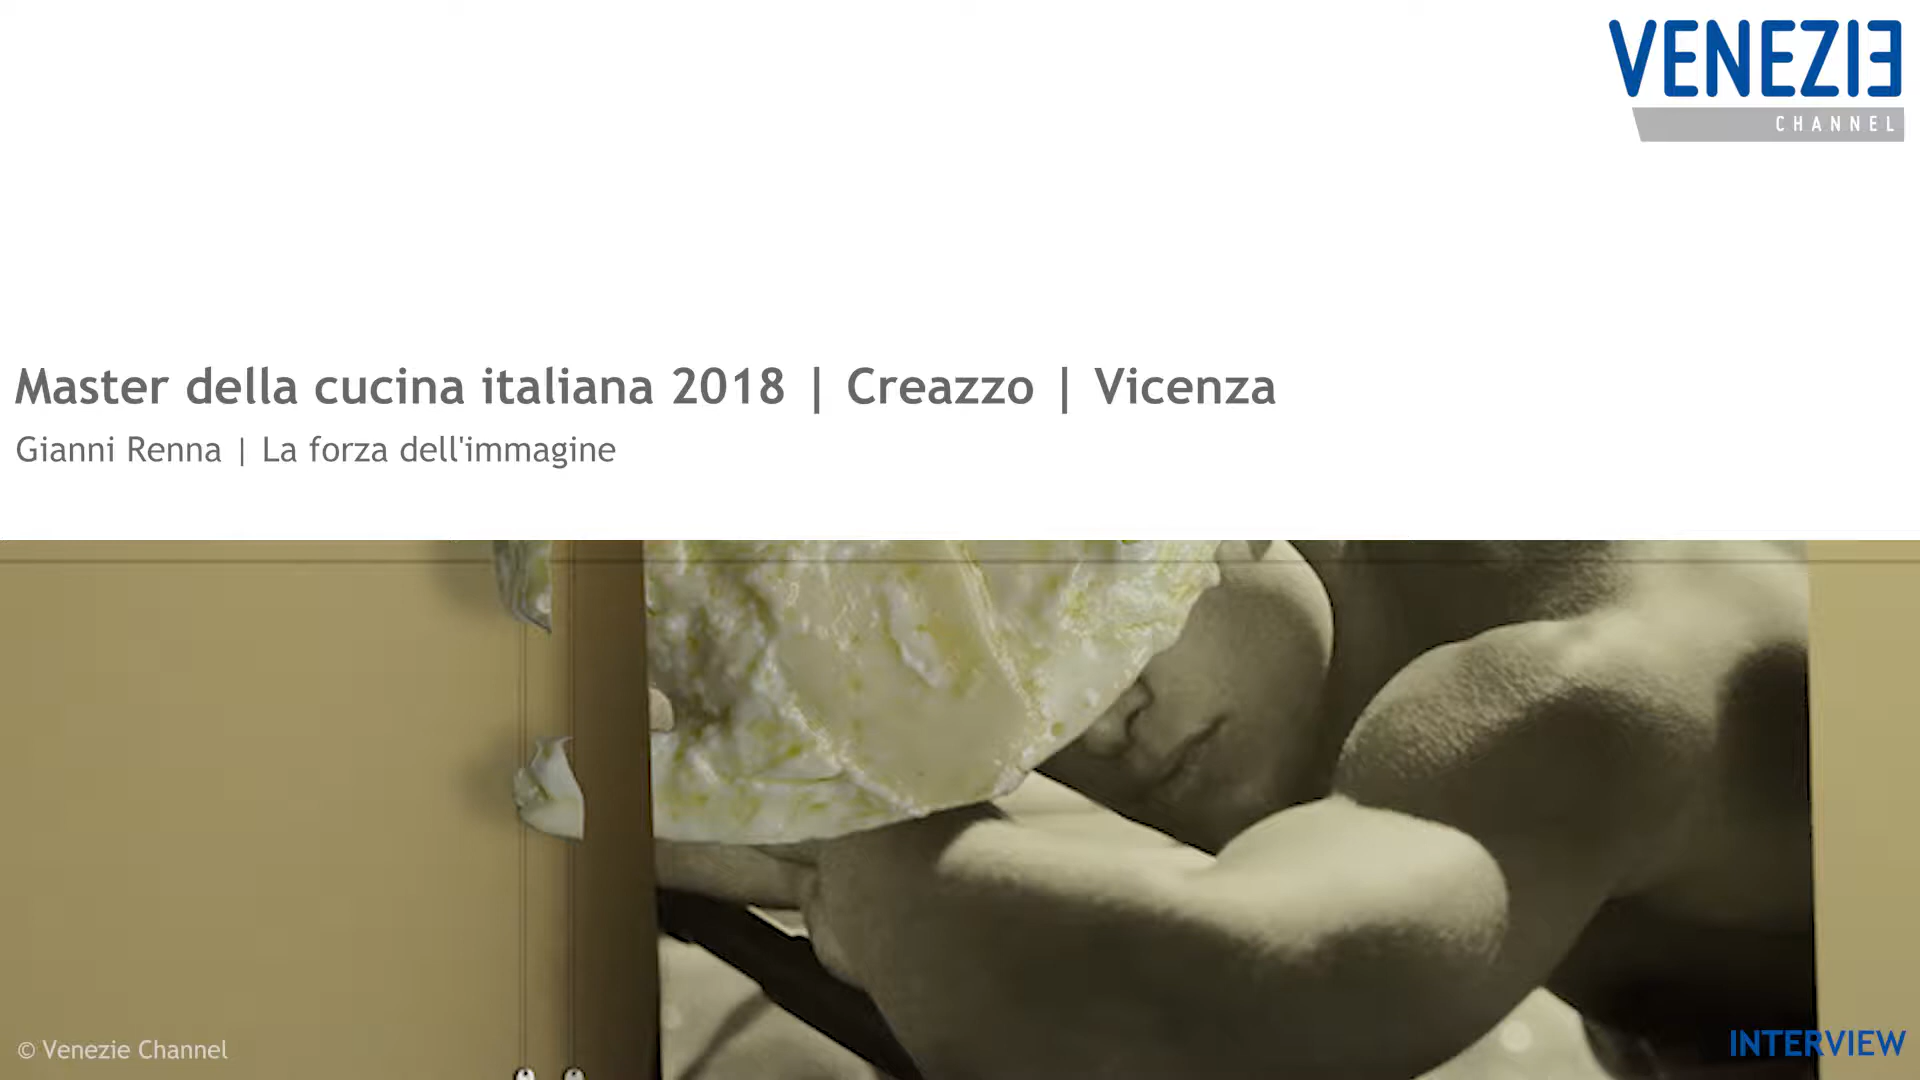 VENEZIE
CHANNEL
Master della cucina italiana 2018 | Creazzo | Vicenza
Gianni Renna | La forza dell'immagine
© Venezie Channel
INTERVIEW